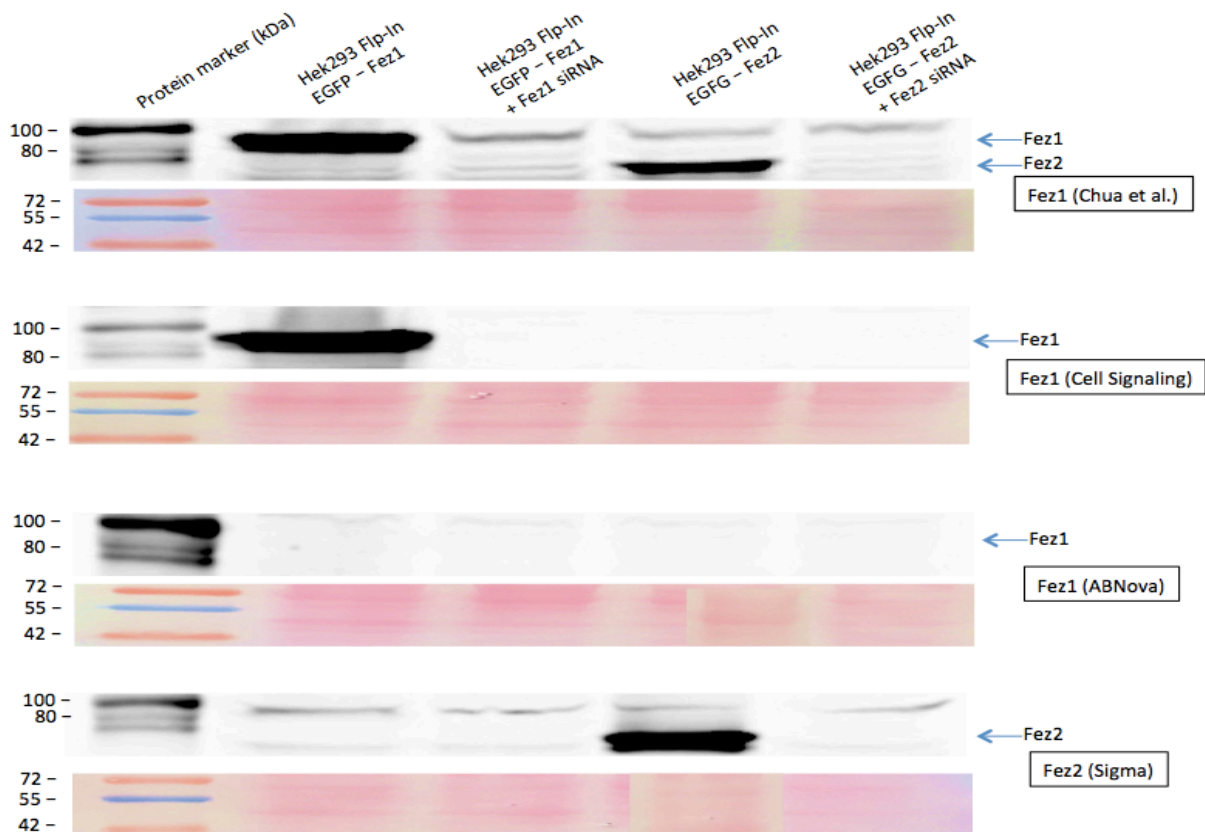 Protein marker (kDa)
Hek293 Flp-In
EGFP – Fez1
Hek293 Flp-In
EGFP – Fez1
+ Fez1 siRNA
Hek293 Flp-In
EGFG – Fez2
Hek293 Flp-In
EGFG – Fez2
+ Fez2 siRNA
100 –
80 –
Fez1
Fez2
Fez1 (Chua et al.)
72 –
55 –
42 –
100 –
80 –
Fez1
Fez1 (Cell Signaling)
72 –
55 –
42 –
100 –
80 –
Fez1
Fez1 (ABNova)
72 –
55 –
42 –
100 –
80 –
Fez2
Fez2 (Sigma)
72 –
55 –
42 –